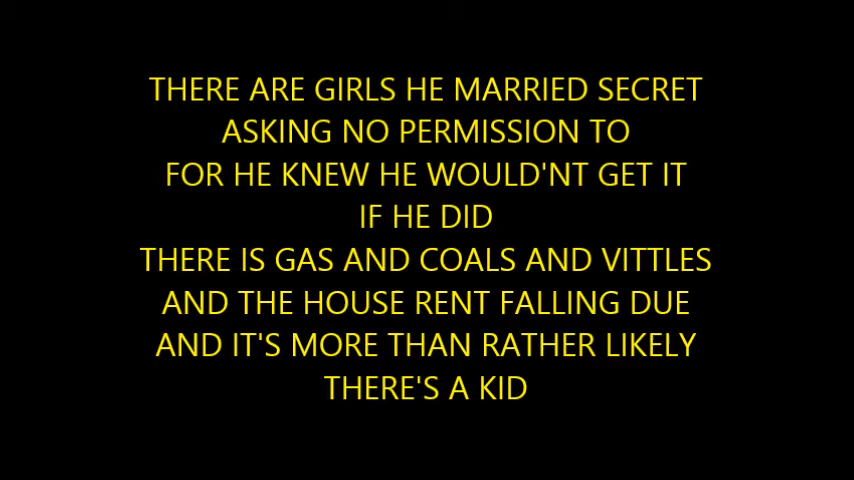 THERE ARE GIRLS HE MARRIED SECRET
ASKING NO PERMISSION TO
FOR HE KNEW HE WOULD'NT GET IT
IF HE DID
THERE IS GAS AND COALS AND VITTLES
AND THE HOUSE RENT FALLING DUE
AND IT'S MORE THAN RATHER LIKELY
THERE'S A KID